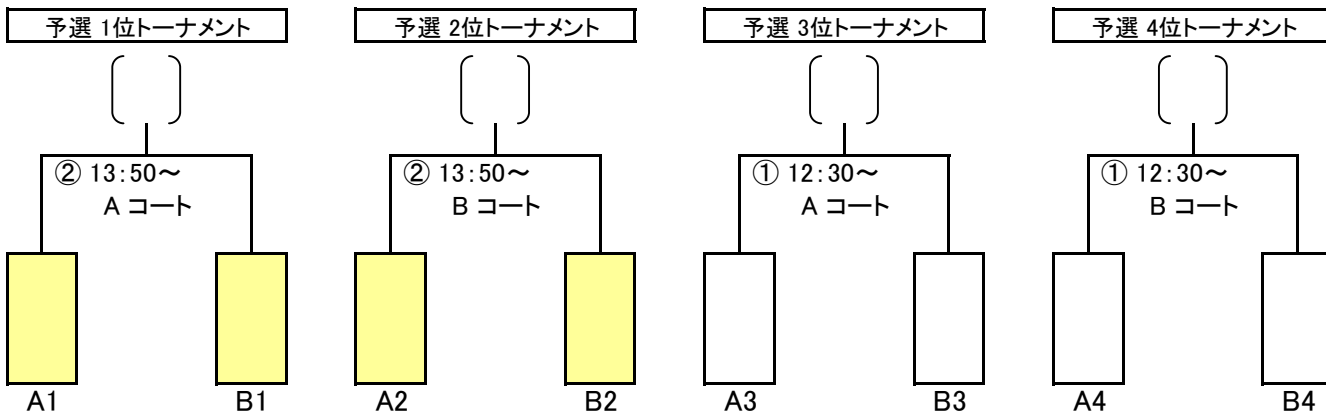 予選 1位トーナメント
予選 2位トーナメント
予選 3位トーナメント
予選 4位トーナメント
② 13:50～
A コート
② 13:50～
B コート
① 12:30～
A コート
① 12:30～
B コート
A1
B1
A2
B2
A3
B3
A4
B4